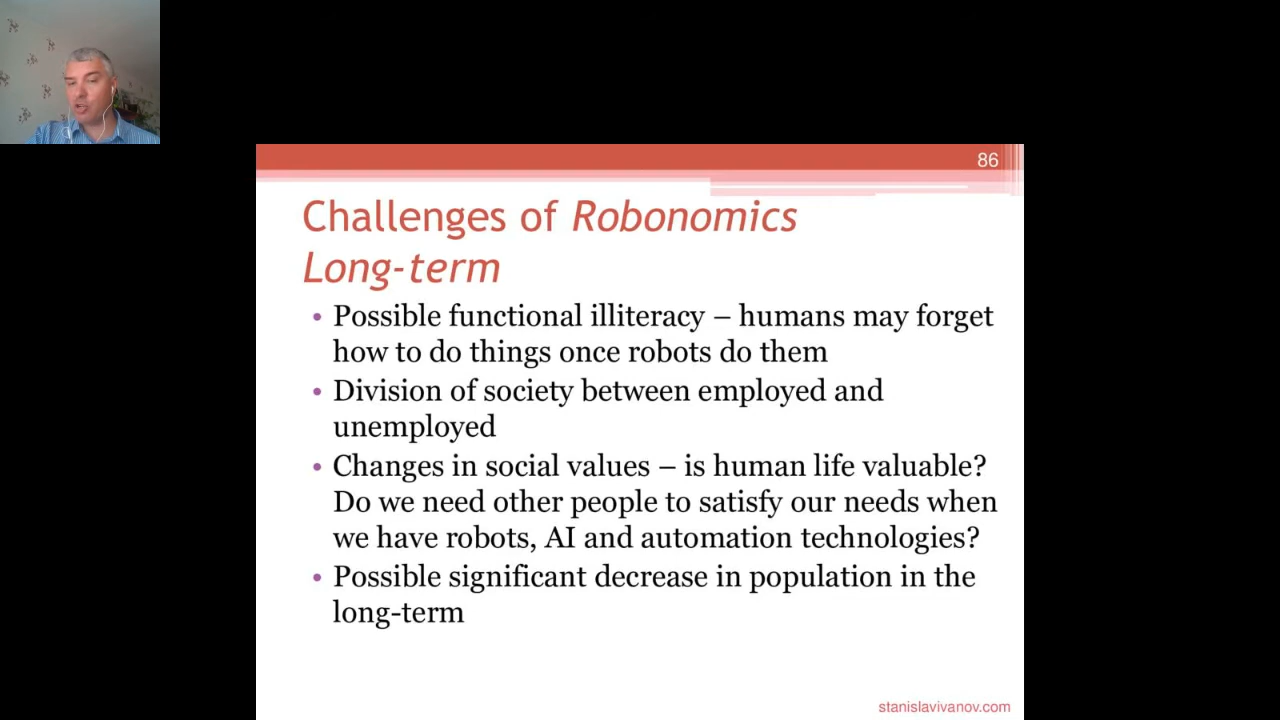 86
Challenges of Robonomics
Long-term
• Possible functional illiteracy – humans may forget
how to do things once robots do them
• Division of society between employed and
unemployed
• Changes in social values – is human life valuable?
Do we need other people to satisfy our needs when
we have robots, AI and automation technologies?
• Possible significant decrease in population in the
long-term
stanislavivanov.com